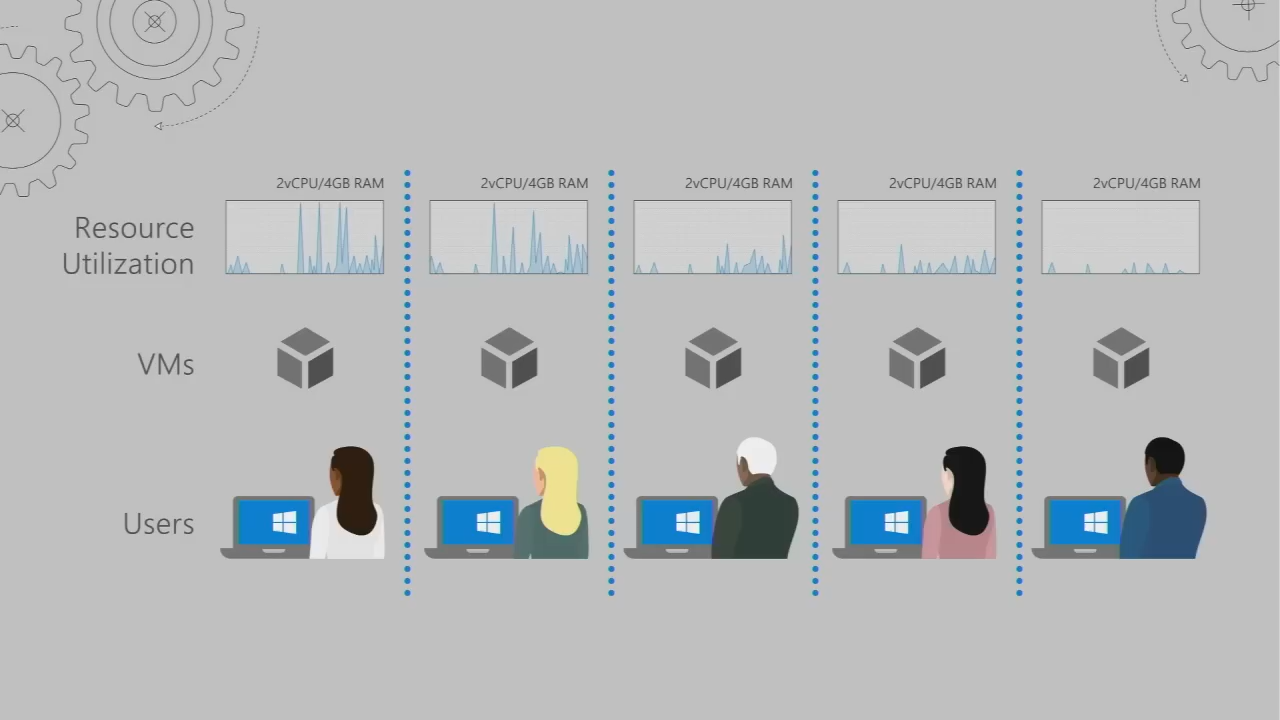 2vCPU/4GB RAM
2vCPU/4GB RAM
2vCPU/4GB RAM
2vCPU/4GB RAM
2vCPU/4GB RAM
Resource
Utilization
VMs
Users